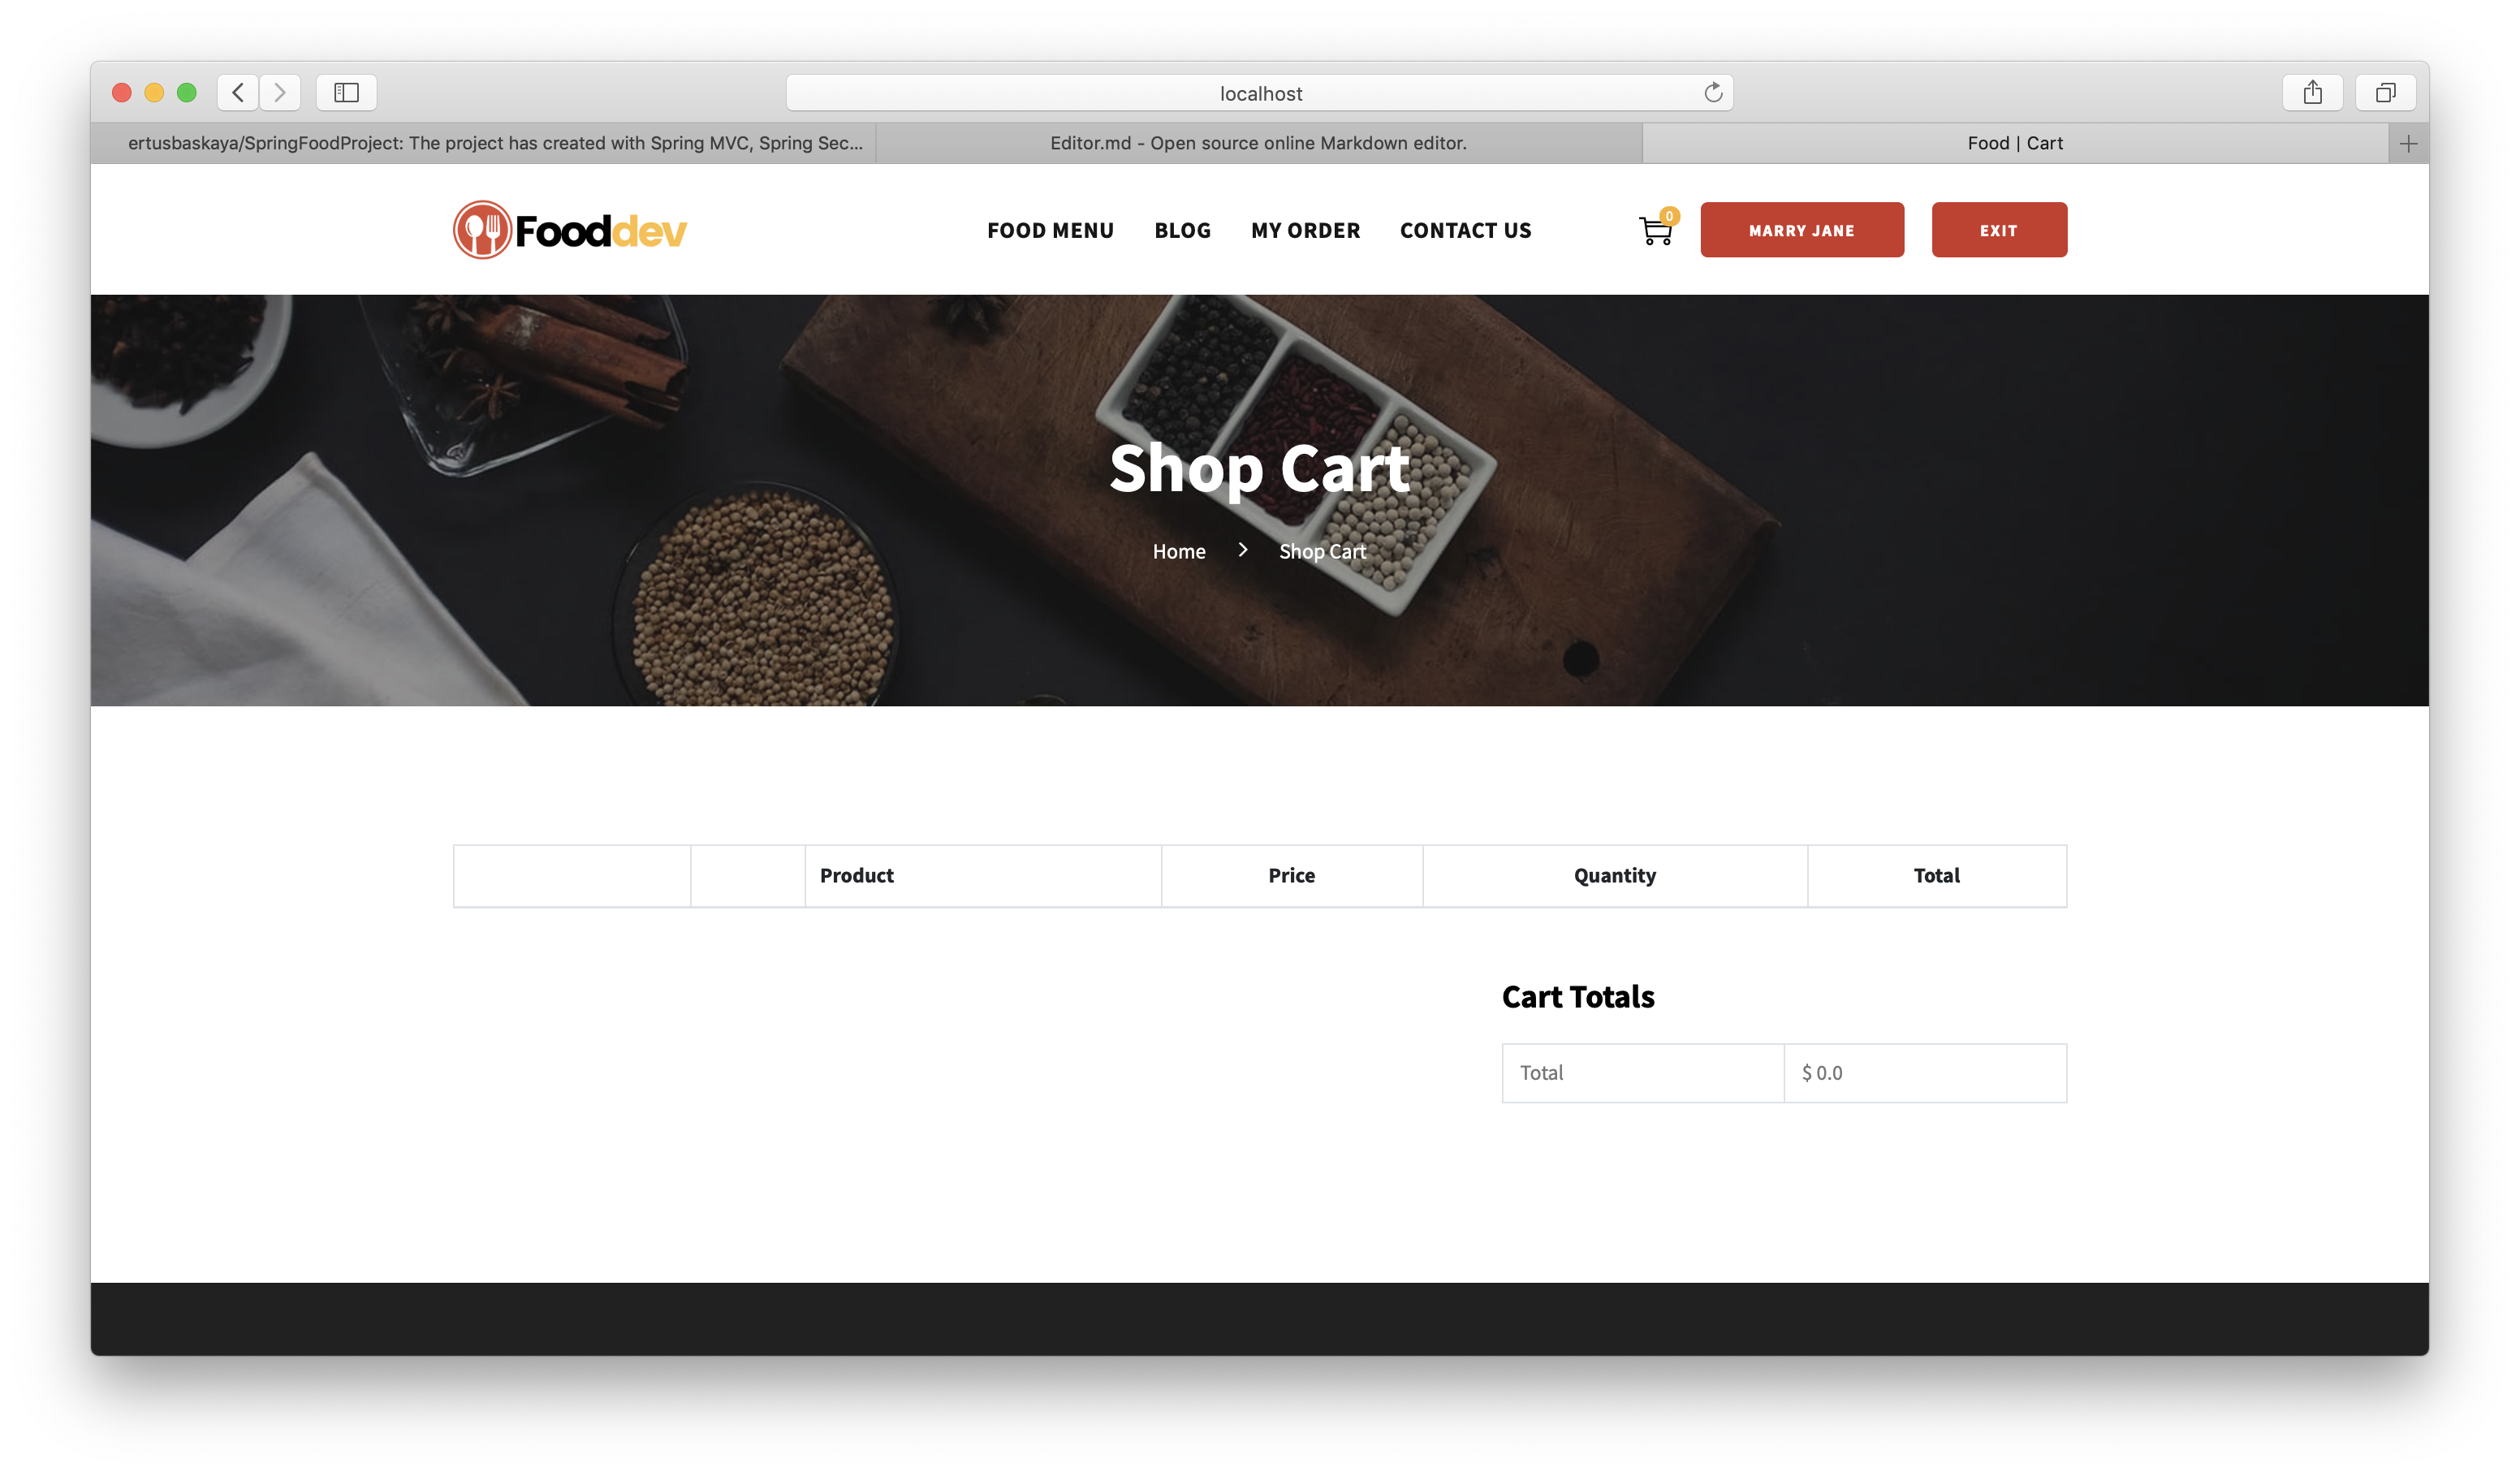 localhost
ertusbaskaya/SpringFoodProject: The project has created with Spring MVC, Spring Sec...
Editor.md - Open source online Markdown editor.
Food | Cart
Fooddev
FOOD MENU
BLOG
MY ORDER
CONTACT US
0
MARRY JANE
EXIT
Shop Cart
Home
Shop Cart
Product
Price
Quantity
Total
Cart Totals
Total
$ 0.0